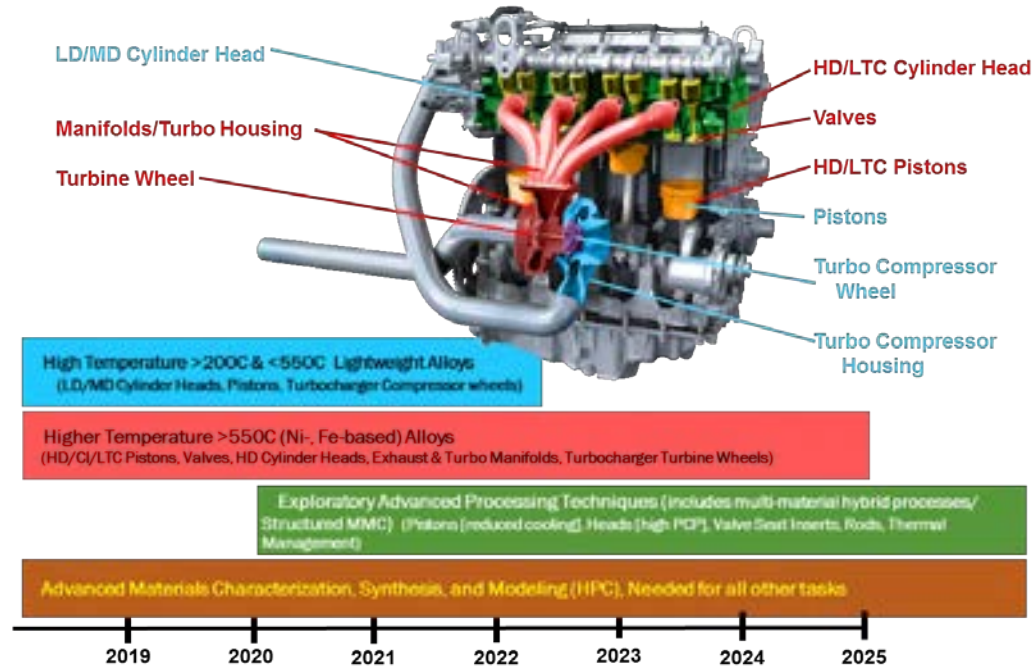 LD/MD Cylinder Head
Manifolds/Turbo Housing
Turbine Wheel
HD/LTC Cylinder Head
Valves
HD/LTC Pistons
Pistons
Turbo Compressor
Wheel
Turbo Compressor
Housing
High Temperature >200C & <550C Lightweight Alloys
(LD/MD Cylinder Heads, Pistons, Turbocharger Compressor wheels)
Higher Temperature >550C (Ni-, Fe-based) Alloys
(HD/CI/LTC Pistons, Valves, HD Cylinder Heads, Exhaust & Turbo Manifolds, Turbocharger Turbine Wheels)
Exploratory Advanced Processing Techniques (includes multi-material hybrid processes/
Structured MMC) (Pistons [reduced cooling], Heads [high PCP], Valve Seat Inserts, Rods, Thermal
Management)
Advanced Materials Characterization, Synthesis, and Modeling (HPC), Needed for all other tasks
2019 2020 2021 2022 2023 2024 2025